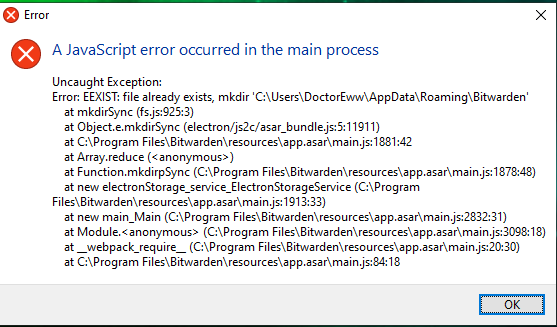 Error
A JavaScript error occurred in the main process
Uncaught Exception:
Error: EEXIST: file already exists, mkdir 'C:\Users\DoctorEww\AppData\Roaming\Bitwarden'
at mkdirSync (fs.js:925:3)
at Object.e.mkdirSync (electron/js2c/asar_bundle.js:5:11911)
at C:\Program Files\Bitwarden\resources\app.asar\main.js:1881:42
at Array.reduce (<anonymous>)
at Function.mkdirpSync (C:\Program Files\Bitwarden\resources\app.asar\main.js:1878:48)
at new electronStorage_service_ElectronStorageService (C:\Program
Files\Bitwarden\resources\app.asar\main.js:1913:33)
at new main_Main (C:\Program Files\Bitwarden\resources\app.asar\main.js:2832:31)
at Module.<anonymous> (C:\Program Files\Bitwarden\resources\app.asar\main.js:3098:18)
at __webpack_require__ (C:\Program Files\Bitwarden\resources\app.asar\main.js:20:30)
at C:\Program Files\Bitwarden\resources\app.asar\main.js:84:18
OK